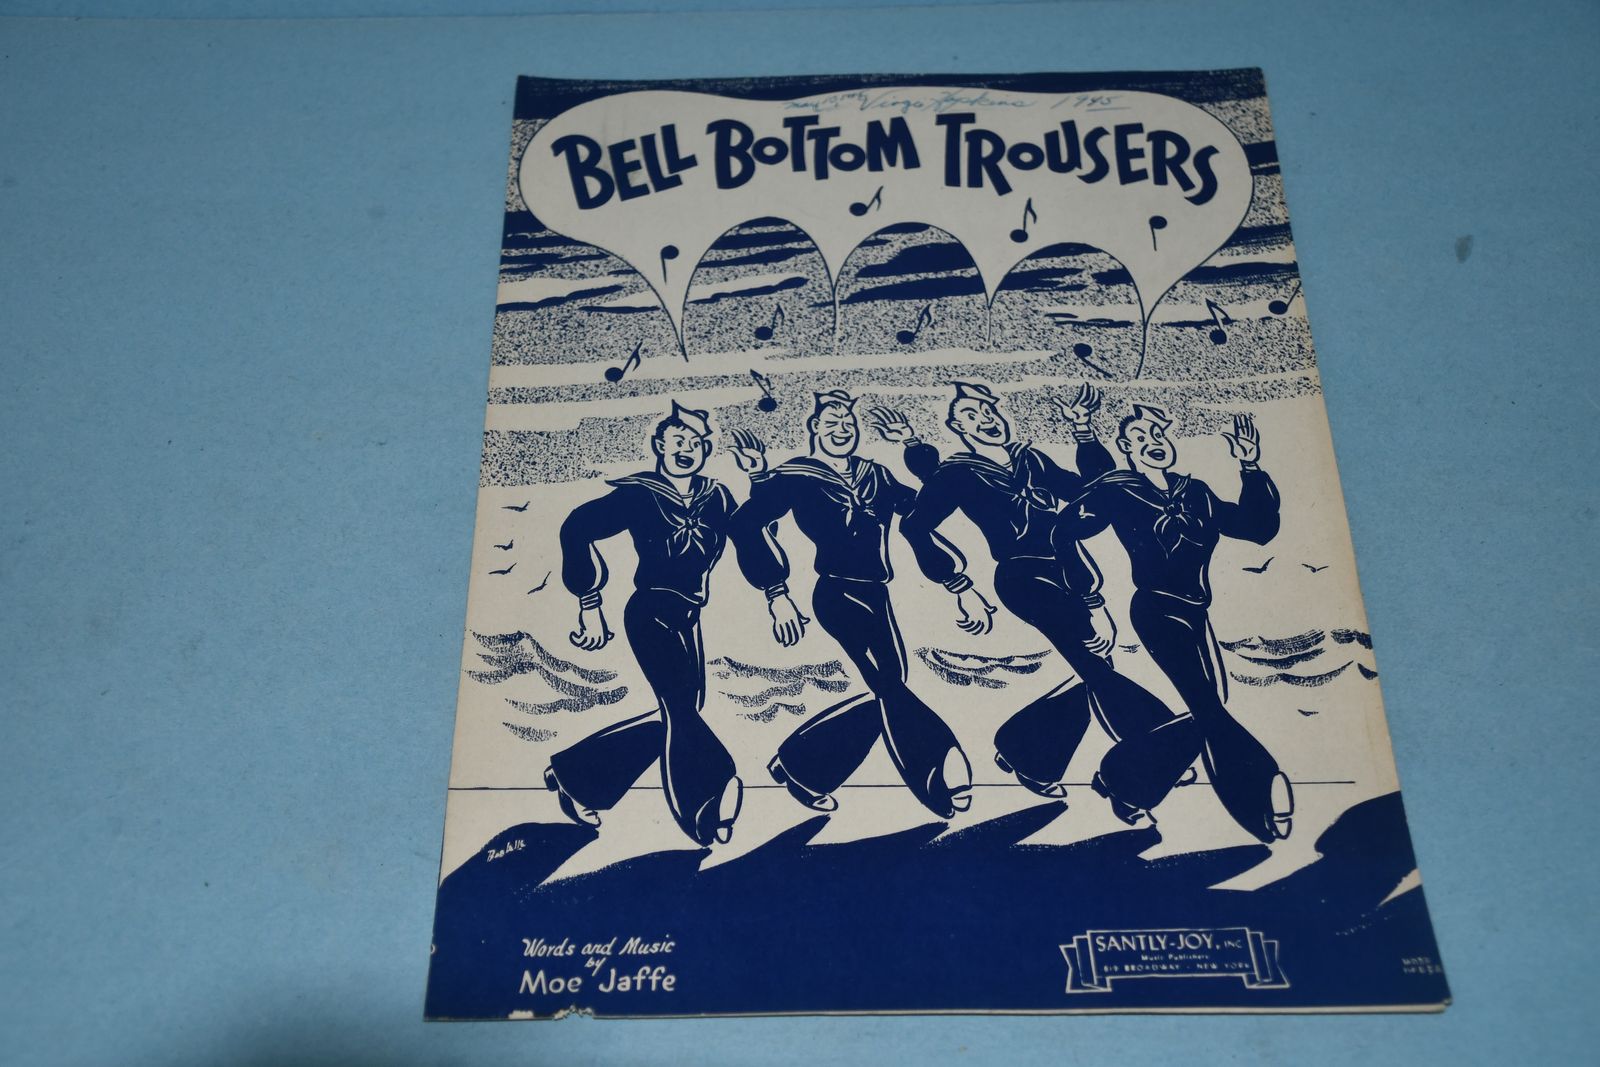 Hopkins 1945
BELL BOTTOM TROUSERS
Words and Music
by
Moe Jaffe
SANTLY-JOY, INC
Music Publishers
619 BROADWAY - NEW YORK